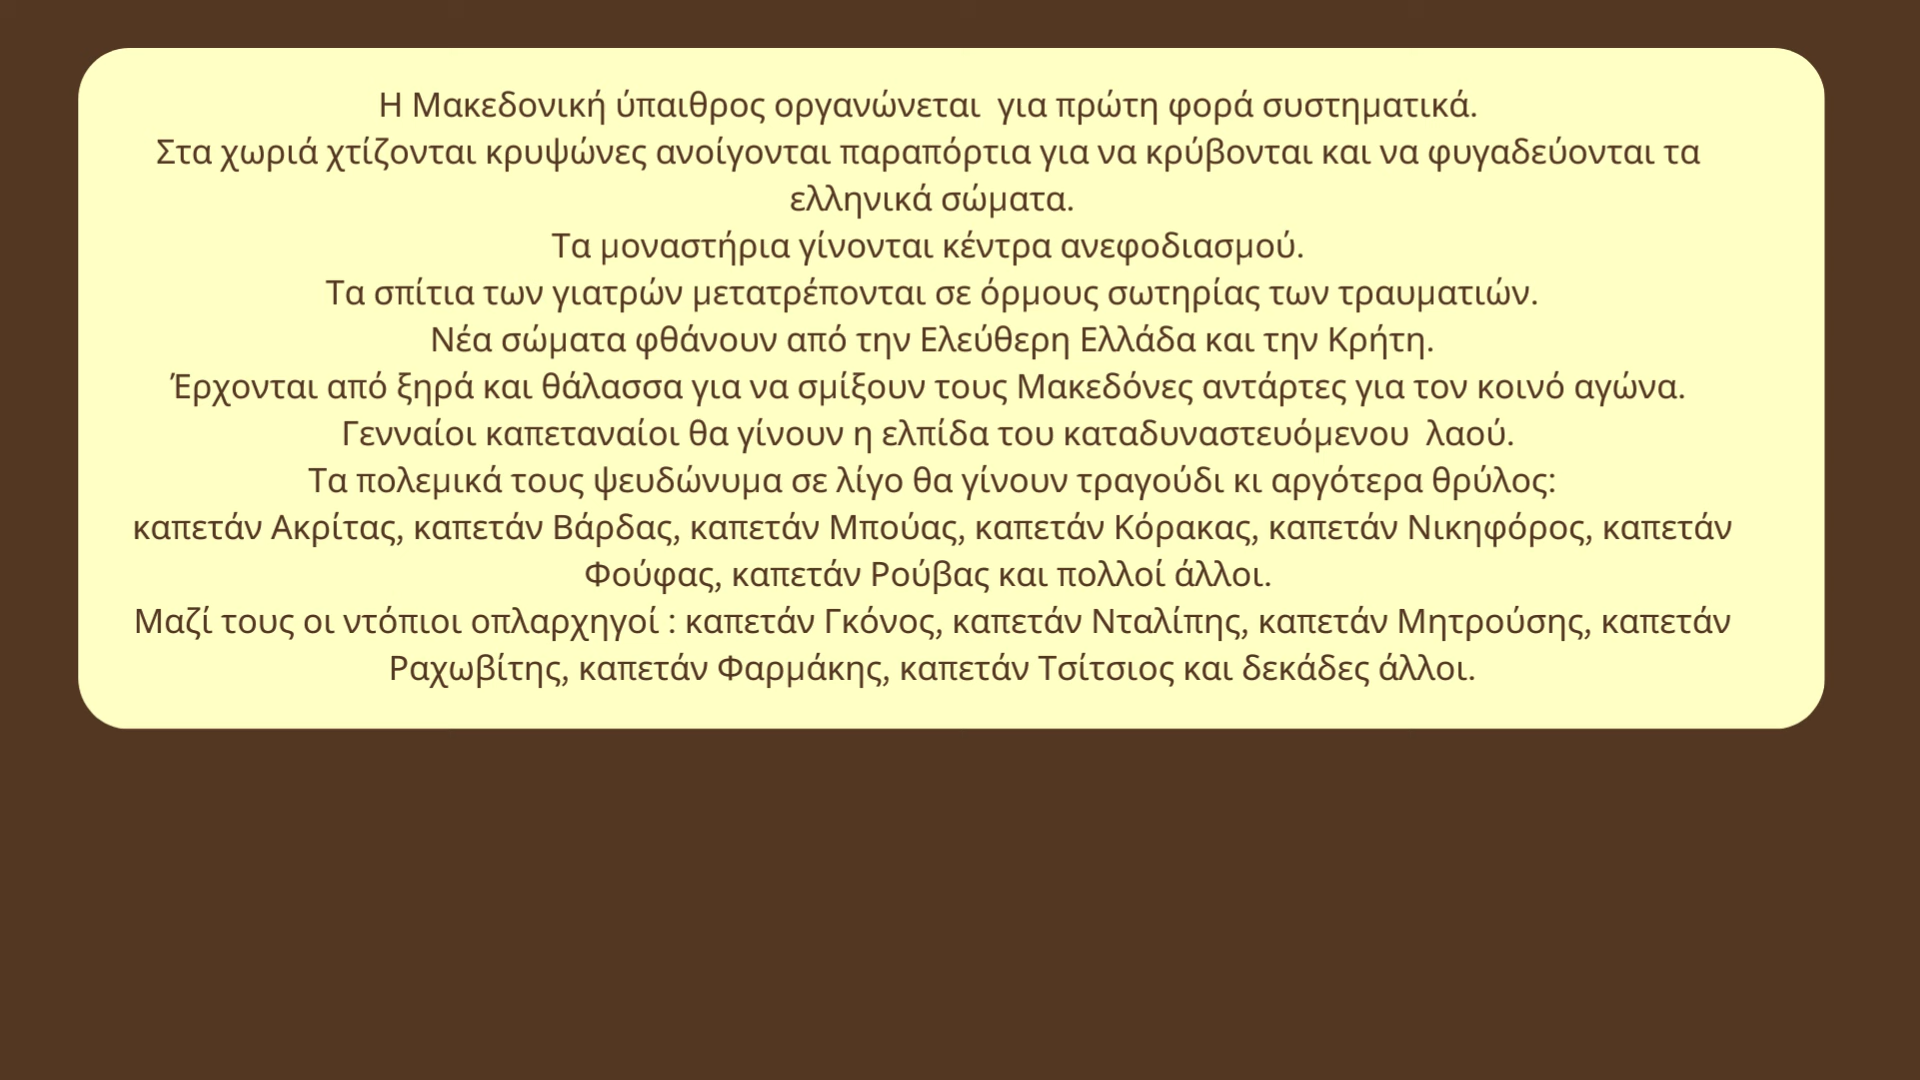 Η Μακεδονική ύπαιθρος οργανώνεται  για πρώτη φορά συστηματικά.
Στα χωριά χτίζονται κρυψώνες ανοίγονται παραπόρτια για να κρύβονται και να φυγαδεύονται τα
ελληνικά σώματα.
Τα μοναστήρια γίνονται κέντρα ανεφοδιασμού.
Τα σπίτια των γιατρών μετατρέπονται σε όρμους σωτηρίας των τραυματιών.
Νέα σώματα φθάνουν από την Ελεύθερη Ελλάδα και την Κρήτη.
Έρχονται από ξηρά και θάλασσα για να σμίξουν τους Μακεδόνες αντάρτες για τον κοινό αγώνα.
Γενναίοι καπεταναίοι θα γίνουν η ελπίδα του καταδυναστευόμενου  λαού.
Τα πολεμικά τους ψευδώνυμα σε λίγο θα γίνουν τραγούδι κι αργότερα θρύλος:
καπετάν Ακρίτας, καπετάν Βάρδας, καπετάν Μπούας, καπετάν Κόρακας, καπετάν Νικηφόρος, καπετάν
Φούφας, καπετάν Ρούβας και πολλοί άλλοι.
Μαζί τους οι ντόπιοι οπλαρχηγοί : καπετάν Γκόνος, καπετάν Νταλίπης, καπετάν Μητρούσης, καπετάν
Ραχωβίτης, καπετάν Φαρμάκης, καπετάν Τσίτσιος και δεκάδες άλλοι.